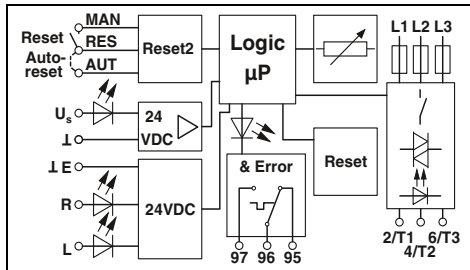 MAN
Reset
RES
Auto-
reset
AUT
Reset2
Logic
µP
L1 L2 L3
Us
24
VDC
⊥
⊥ E
R
L
24VDC
& Error
Reset
97 96 95
2/T1 6/T3
4/T2